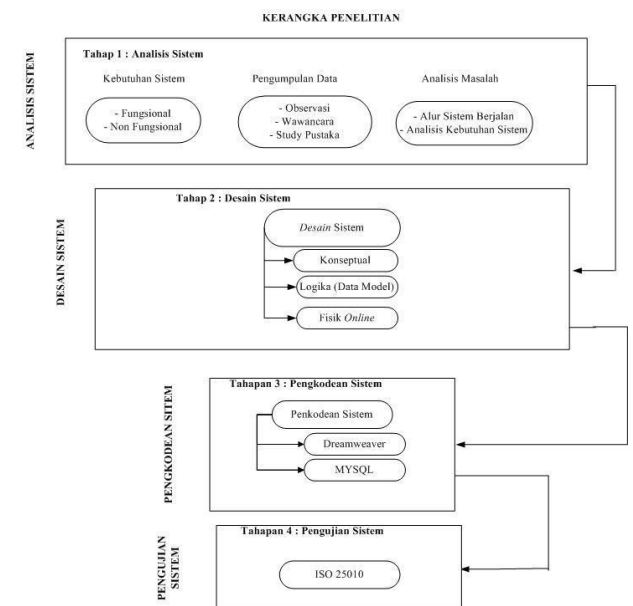 KERANGKA PENELITIAN
ANALISIS SISTEM
Tahap 1 : Analisis Sistem
Kebutuhan Sistem
- Fungsional
- Non Fungsional
Pengumpulan Data
- Observasi
- Wawancara
- Study Pustaka
Analisis Masalah
- Alur Sistem Berjalan
- Analisis Kebutuhan Sistem
DESAIN SISTEM
Tahap 2 : Desain Sistem
Desain Sistem
Konseptual
Logika (Data Model)
Fisik Online
PENGKODEAN SITEM
Tahapan 3 : Pengkodean Sistem
Penkodean Sistem
Dreamweaver
MYSQL
PENGUJIAN
SISTEM
Tahapan 4 : Pengujian Sistem
ISO 25010